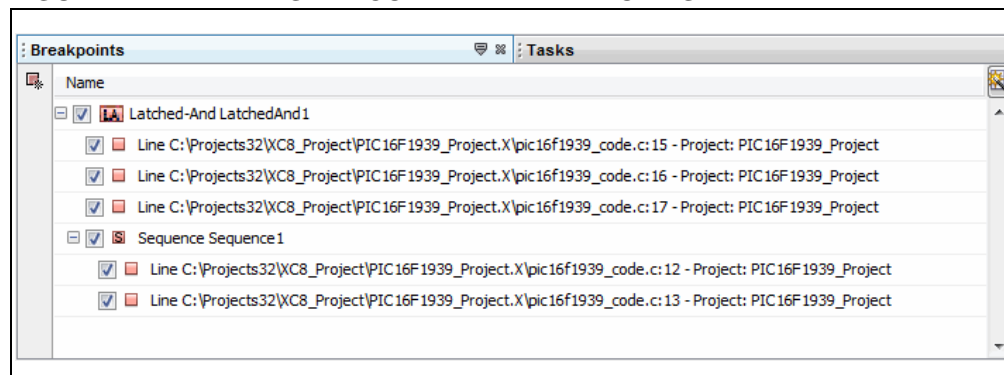 Breakpoints
Tasks
Name
LA Latched-And LatchedAnd1
Line C:\Projects32\XC8_Project\PIC16F1939_Project.X\pic16f1939_code.c:15 - Project: PIC16F1939_Project
Line C:\Projects32\XC8_Project\PIC16F1939_Project.X\pic16f1939_code.c:16 - Project: PIC16F1939_Project
Line C:\Projects32\XC8_Project\PIC16F1939_Project.X\pic16f1939_code.c:17 - Project: PIC16F1939_Project
S Sequence Sequence1
Line C:\Projects32\XC8_Project\PIC16F1939_Project.X\pic16f1939_code.c:12 - Project: PIC16F1939_Project
Line C:\Projects32\XC8_Project\PIC16F1939_Project.X\pic16f1939_code.c:13 - Project: PIC16F1939_Project